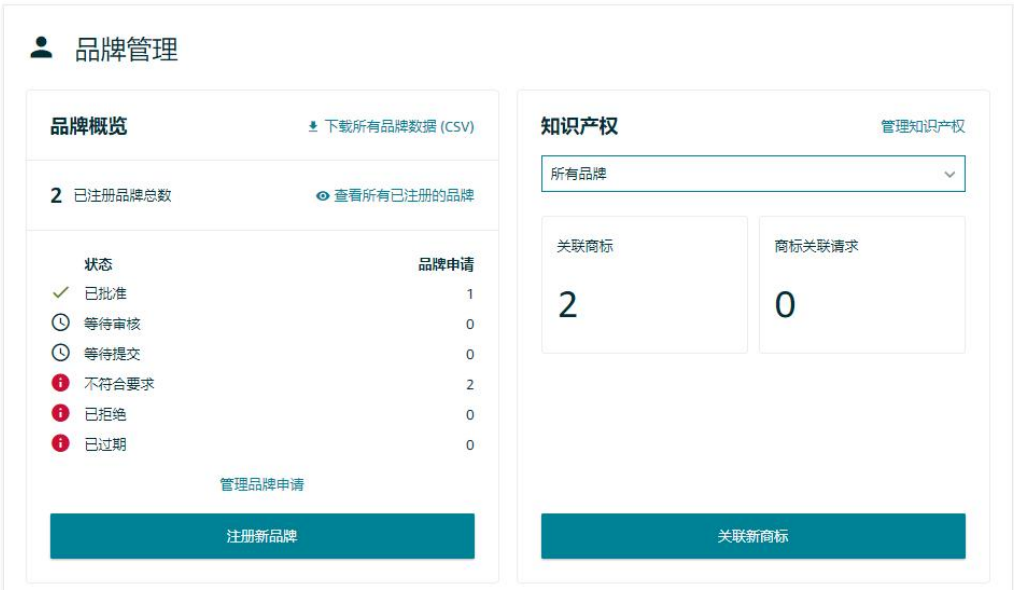 品牌管理
品牌概览
下载所有品牌数据 (CSV)
2 已注册品牌总数
查看所有已注册的品牌
状态 品牌申请
已批准 1
等待审核 0
等待提交 0
不符合要求 2
已拒绝 0
已过期 0
管理品牌申请
注册新品牌
知识产权
管理知识产权
所有品牌
关联商标
2
商标关联请求
0
关联新商标